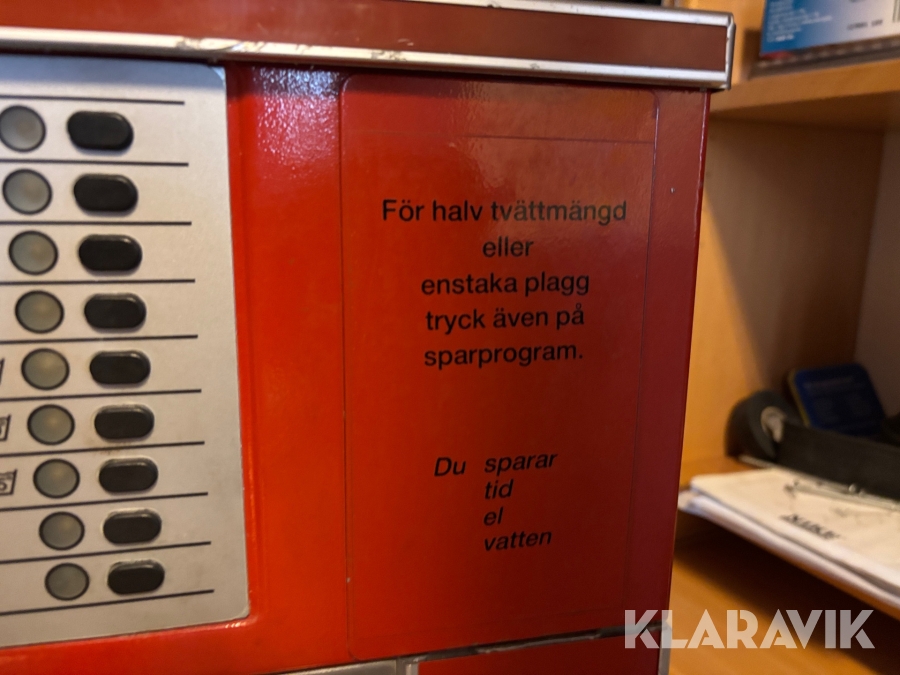 För halv tvättmängd
eller
enstaka plagg
tryck även på
sparprogram.
Du sparar
tid
el
vatten
KLARAVIK